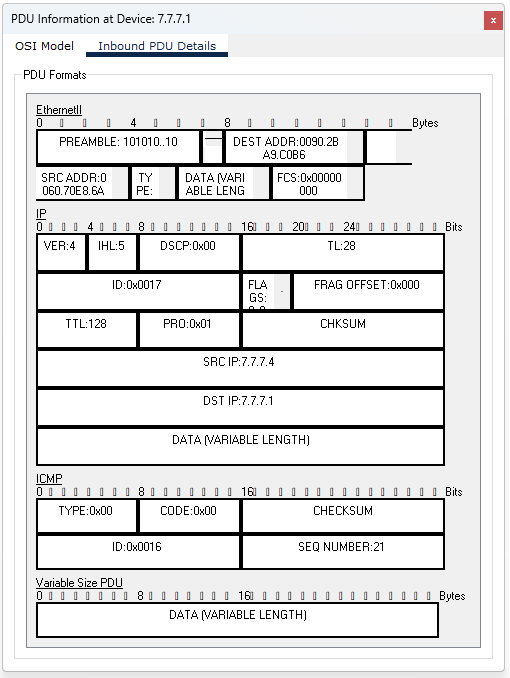 PDU Information at Device: 7.7.7.1
x
OSI Model Inbound PDU Details
PDU Formats
EthernetII
0 4 8 Bytes
PREAMBLE: 101010..10 DEST ADDR:0090.2B
A9.C0B6
SRC ADDR:0 TY DATA (VARI FCS:0x00000
060.70E8.6A PE: ABLE LENG 000
IP
0 4 8 16 20 24 Bits
VER:4 IHL:5 DSCP:0x00 TL:28
ID:0x0017 FLA FRAG OFFSET:0x000
GS:
TTL:128 PRO:0x01 CHKSUM
SRC IP:7.7.7.4
DST IP:7.7.7.1
DATA (VARIABLE LENGTH)
ICMP
0 8 16 Bits
TYPE:0x00 CODE:0x00 CHECKSUM
ID:0x0016 SEQ NUMBER:21
Variable Size PDU
0 8 16 Bytes
DATA (VARIABLE LENGTH)